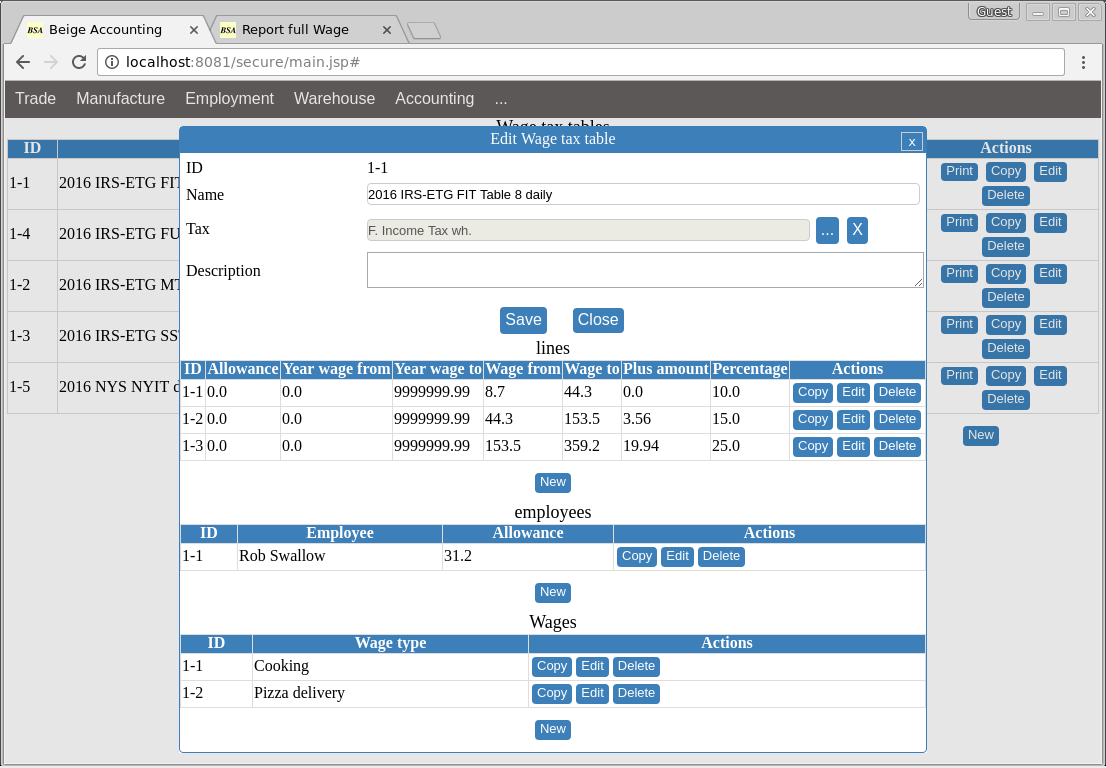 Guest
BSA Beige Accounting
BSA Report full Wage
localhost:8081/secure/main.jsp#
Trade Manufacture Employment Warehouse Accounting ...
Wage tax tables
ID Actions
1-1 2016 IRS-ETG FIT Print Copy Edit Delete
1-4 2016 IRS-ETG FU Print Copy Edit Delete
1-2 2016 IRS-ETG MT Print Copy Edit Delete
1-3 2016 IRS-ETG SS Print Copy Edit Delete
1-5 2016 NYS NYIT d Print Copy Edit Delete
New
Edit Wage tax table x
ID 1-1
Name 2016 IRS-ETG FIT Table 8 daily
Tax F. Income Tax wh. ... X
Description
Save Close
lines
ID Allowance Year wage from Year wage to Wage from Wage to Plus amount Percentage Actions
1-1 0.0 0.0 9999999.99 8.7 44.3 0.0 10.0 Copy Edit Delete
1-2 0.0 0.0 9999999.99 44.3 153.5 3.56 15.0 Copy Edit Delete
1-3 0.0 0.0 9999999.99 153.5 359.2 19.94 25.0 Copy Edit Delete
New
employees
ID Employee Allowance Actions
1-1 Rob Swallow 31.2 Copy Edit Delete
New
Wages
ID Wage type Actions
1-1 Cooking Copy Edit Delete
1-2 Pizza delivery Copy Edit Delete
New